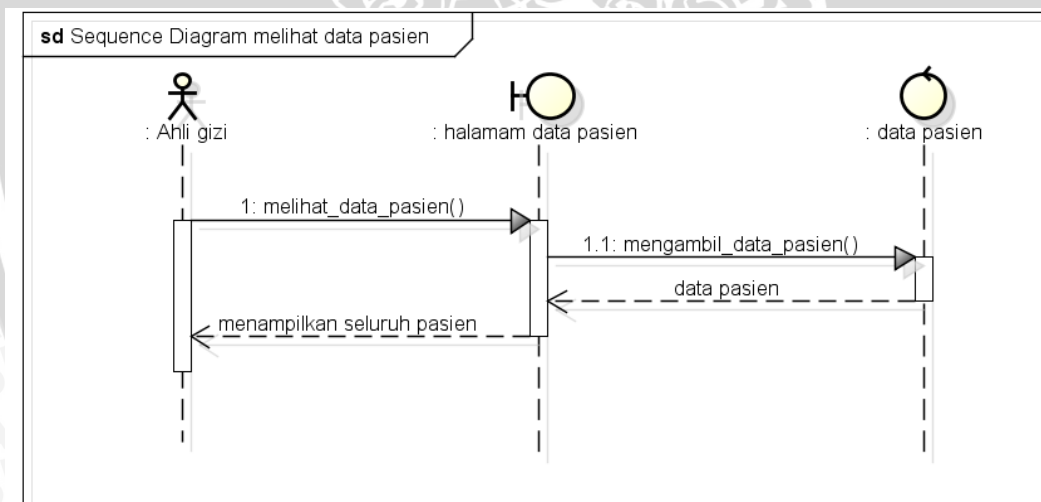 sd Sequence Diagram melihat data pasien
: Ahli gizi
: halamam data pasien
: data pasien
1: melihat_data_pasien()
1.1: mengambil_data_pasien()
data pasien
menampilkan seluruh pasien